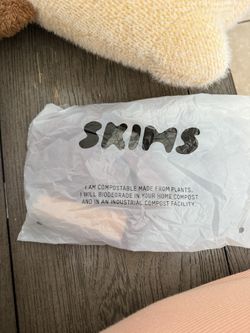 SKIMS
I AM COMPOSTABLE MADE FROM PLANTS,
I WILL BIODEGRADE IN YOUR HOME COMPOST
AND IN AN INDUSTRIAL COMPOST FACILITY.